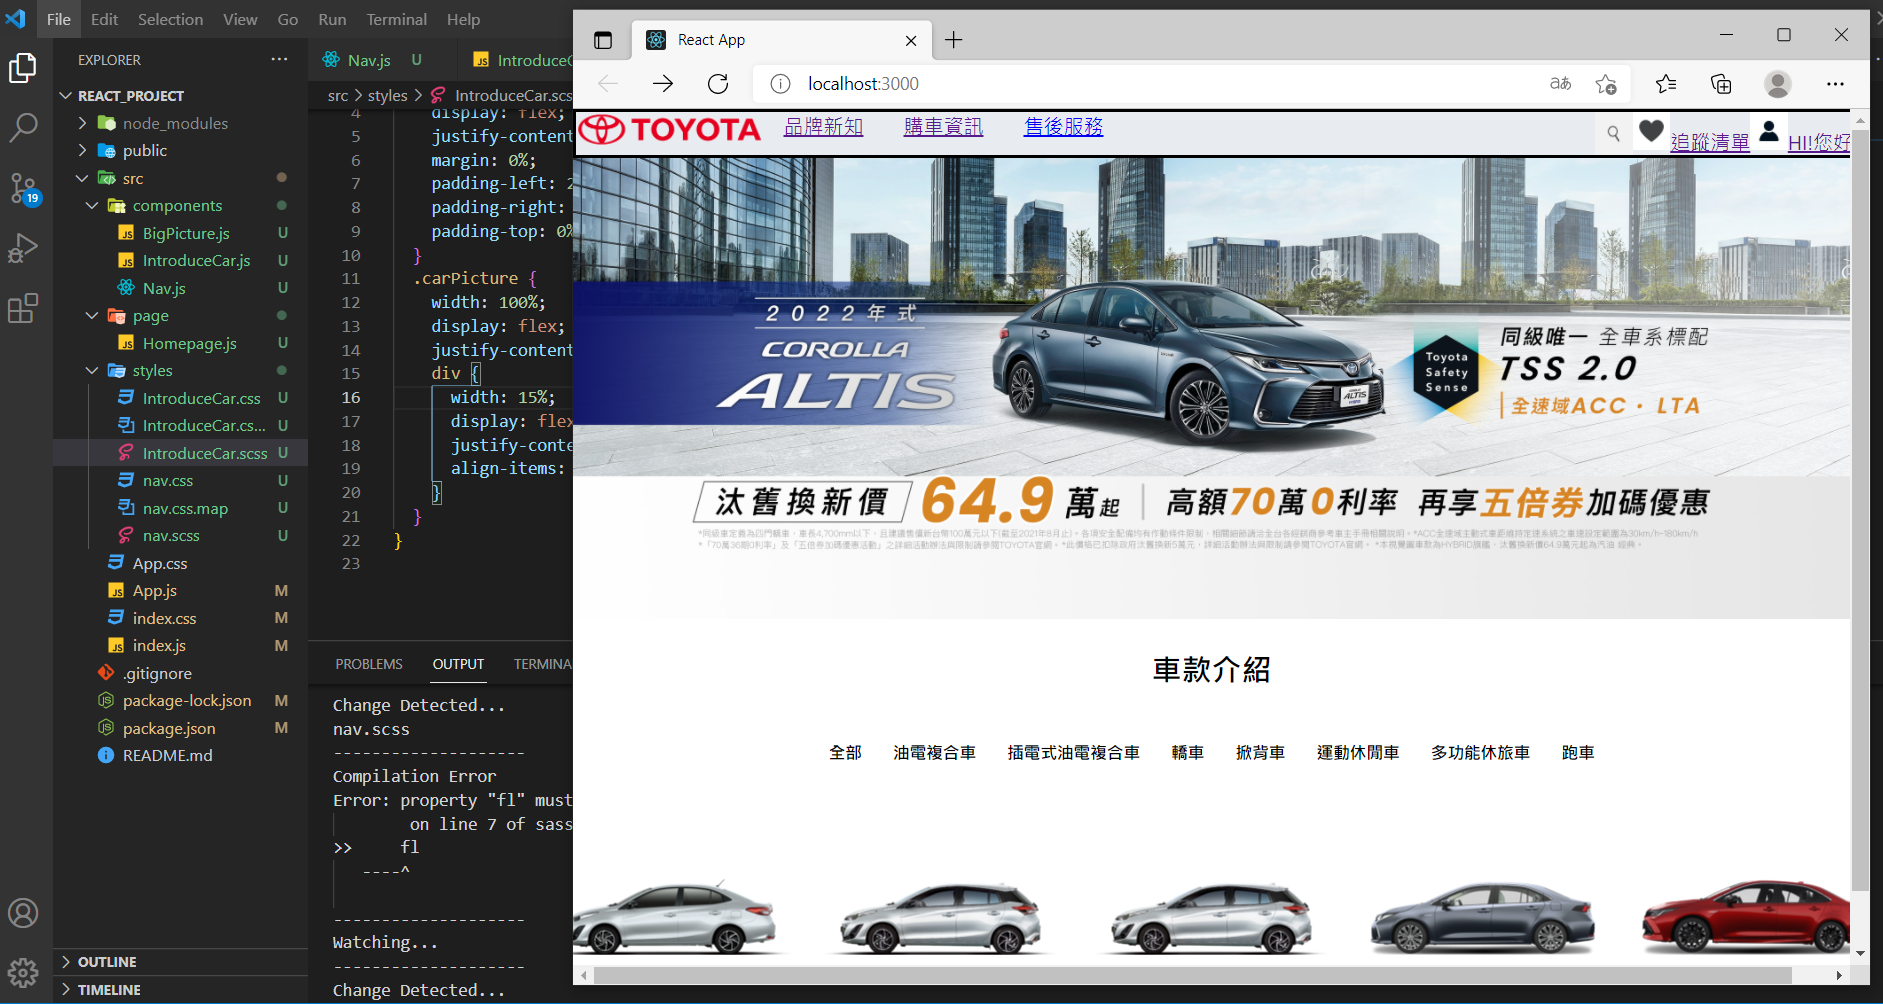 File Edit Selection View Go Run Terminal Help
EXPLORER
REACT_PROJECT
node_modules
public
src
components
BigPicture.js U
IntroduceCar.js U
Nav.js U
page
Homepage.js U
styles
IntroduceCar.css U
IntroduceCar.cs... U
IntroduceCar.scss U
nav.css U
nav.css.map U
nav.scss U
App.css
App.js M
index.css M
index.js M
.gitignore
package-lock.json M
package.json M
README.md
OUTLINE
TIMELINE
19
Nav.js U IntroduceC
src > styles > IntroduceCar.scs
4 display: flex;
5 justify-content
6 margin: 0%;
7 padding-left: 2
8 padding-right:
9 padding-top: 0%
10 }
11 .carPicture {
12 width: 100%;
13 display: flex;
14 justify-content
15 div {
16 width: 15%;
17 display: flex
18 justify-conte
19 align-items:
20 }
21 }
22 }
23
PROBLEMS OUTPUT TERMINA
Change Detected...
nav.scss
--------------------
Compilation Error
Error: property "fl" must
on line 7 of sass
>> fl
----^
--------------------
Watching...
--------------------
Change Detected...
React App
localhost:3000
aあ
TOYOTA 品牌新知 購車資訊 售後服務 追蹤清單 HI!您好
2022年式
COROLLA
ALTIS
Toyota
Safety
Sense
同級唯一 全車系標配
TSS 2.0
全速域ACC · LTA
ALTIS
汰舊換新價 64.9萬起 | 高額70萬0利率 再享五倍券加碼優惠
車款介紹
全部 油電複合車 插電式油電複合車 轎車 掀背車 運動休閒車 多功能休旅車 跑車